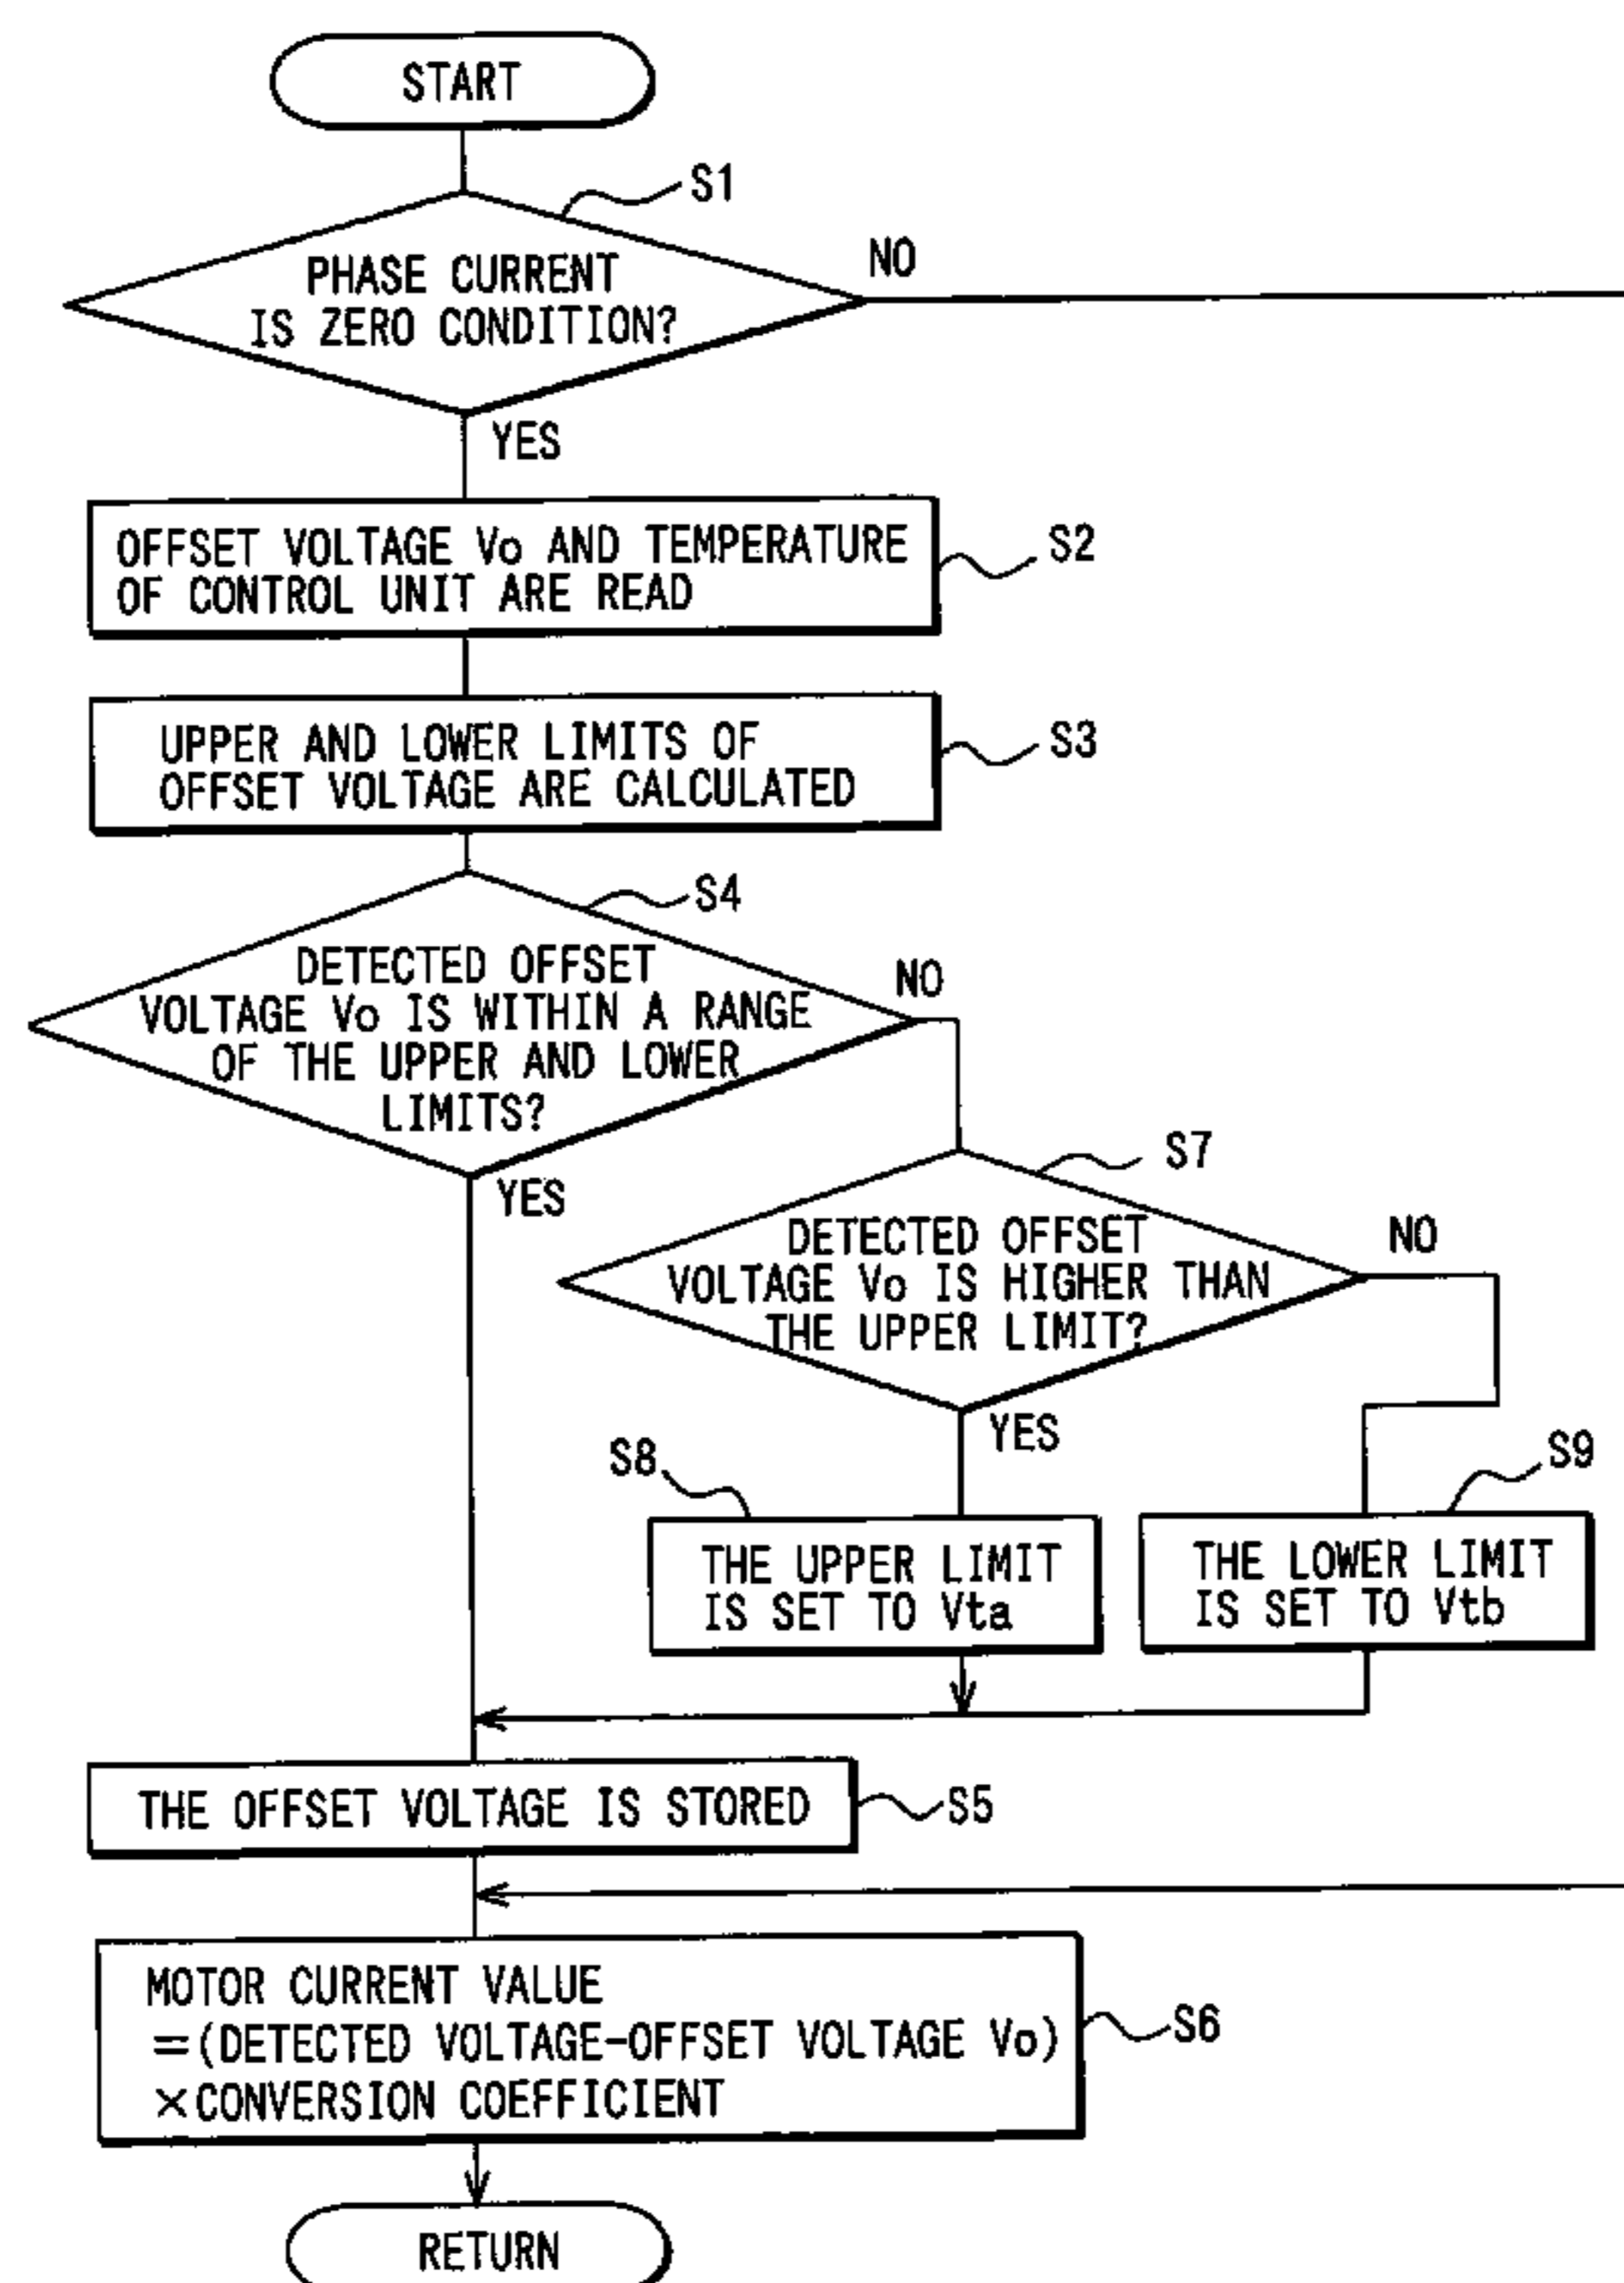 START
S1
PHASE CURRENT
IS ZERO CONDITION?
NO
YES
OFFSET VOLTAGE Vo AND TEMPERATURE
OF CONTROL UNIT ARE READ
S2
UPPER AND LOWER LIMITS OF
OFFSET VOLTAGE ARE CALCULATED
S3
S4
DETECTED OFFSET
VOLTAGE Vo IS WITHIN A RANGE
OF THE UPPER AND LOWER
LIMITS?
NO
YES
S7
DETECTED OFFSET
VOLTAGE Vo IS HIGHER THAN
THE UPPER LIMIT?
NO
YES
S8
THE UPPER LIMIT
IS SET TO Vta
S9
THE LOWER LIMIT
IS SET TO Vtb
THE OFFSET VOLTAGE IS STORED
S5
MOTOR CURRENT VALUE
=(DETECTED VOLTAGE-OFFSET VOLTAGE Vo)
×CONVERSION COEFFICIENT
S6
RETURN